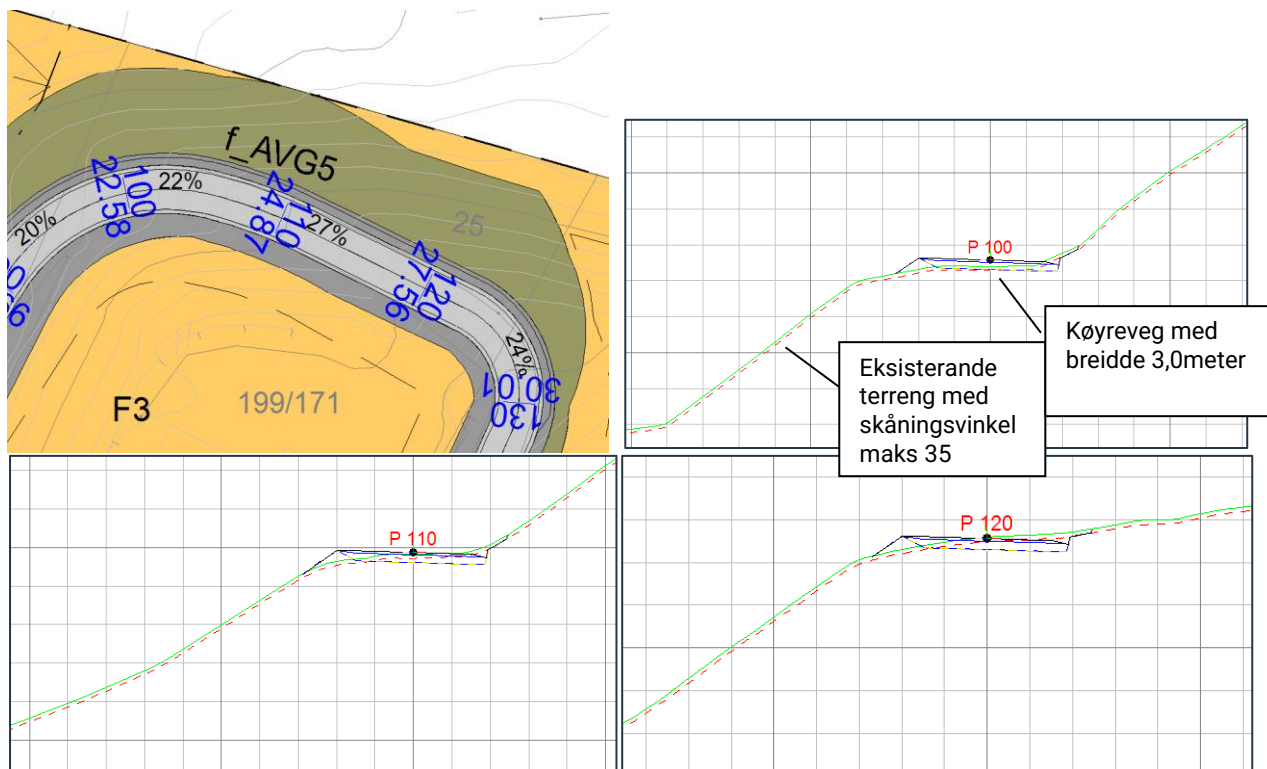 f_AVG5
20%
22%
27%
24%
090
100
22.58
110
24.87
120
27.56
130
30.01
25
F3
199/171
P 100
Køyreveg med
breidde 3,0meter
Eksisterande
terreng med
skåningsvinkel
maks 35
P 110
P 120